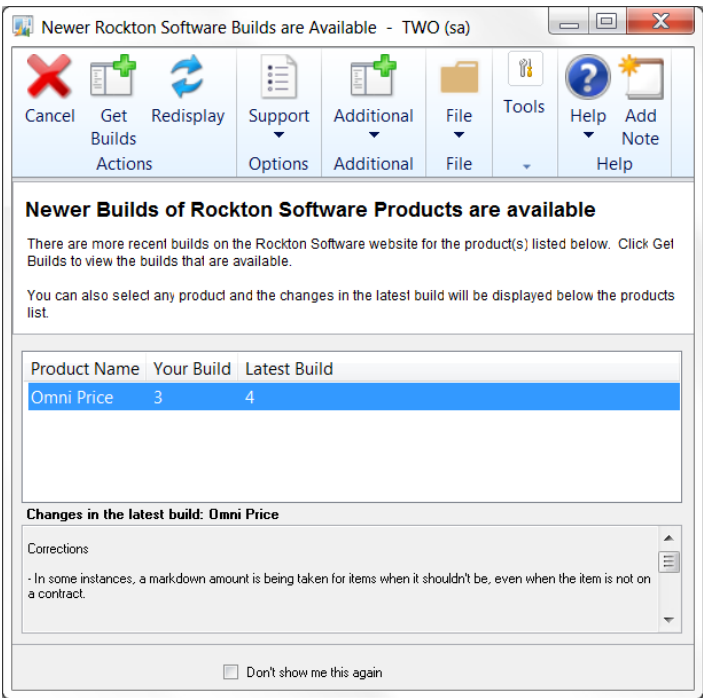 Newer Rockton Software Builds are Available - TWO (sa)
Cancel Get Builds Redisplay Support Additional File Tools Help Add Note
Actions Options Additional File Help
Newer Builds of Rockton Software Products are available
There are more recent builds on the Rockton Software website for the product(s) listed below. Click Get
Builds to view the builds that are available.
You can also select any product and the changes in the latest build will be displayed below the products
list.
Product Name Your Build Latest Build
Omni Price 3 4
Changes in the latest build: Omni Price
Corrections
- In some instances, a markdown amount is being taken for items when it shouldn't be, even when the item is not on
a contract.
Don't show me this again